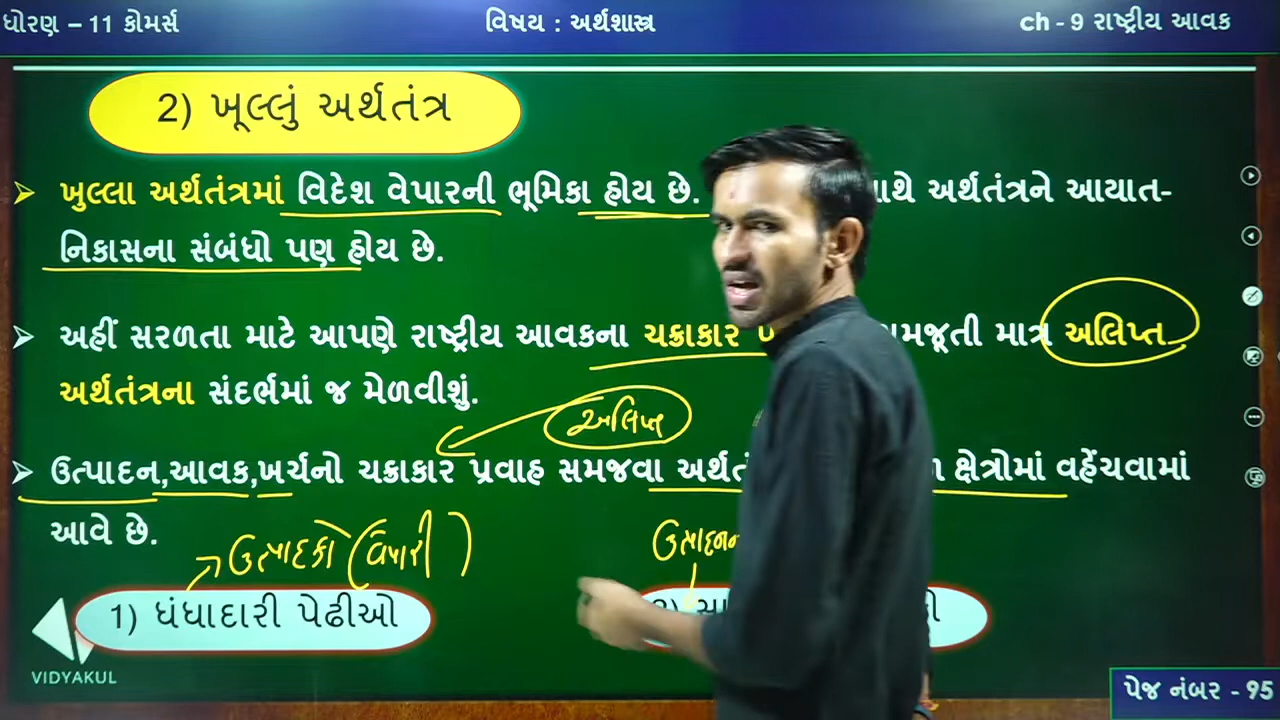 ધોરણ – 11 કોમર્સ
વિષય : અર્થશાસ્ત્ર
ch - 9 રાષ્ટ્રીય આવક
2) ખૂલ્લું અર્થતંત્ર
➢ ખુલ્લા અર્થતંત્રમાં વિદેશ વેપારની ભૂમિકા હોય છે. અર્થતંત્રને આયાત-
નિકાસના સંબંધો પણ હોય છે.
➢ અહીં સરળતા માટે આપણે રાષ્ટ્રીય આવકના ચક્રાકાર માત્ર અલિપ્ત
અર્થતંત્રના સંદર્ભમાં જ મેળવીશું.
અલિપ્ત
➢ ઉત્પાદન,આવક,ખર્ચનો ચક્રાકાર પ્રવાહ સમજવા ક્ષેત્રોમાં વહેંચવામાં
આવે છે.
ઉત્પાદકો (વેપારી)
1) ધંધાદારી પેઢીઓ
VIDYAKUL
પેજ નંબર - 95